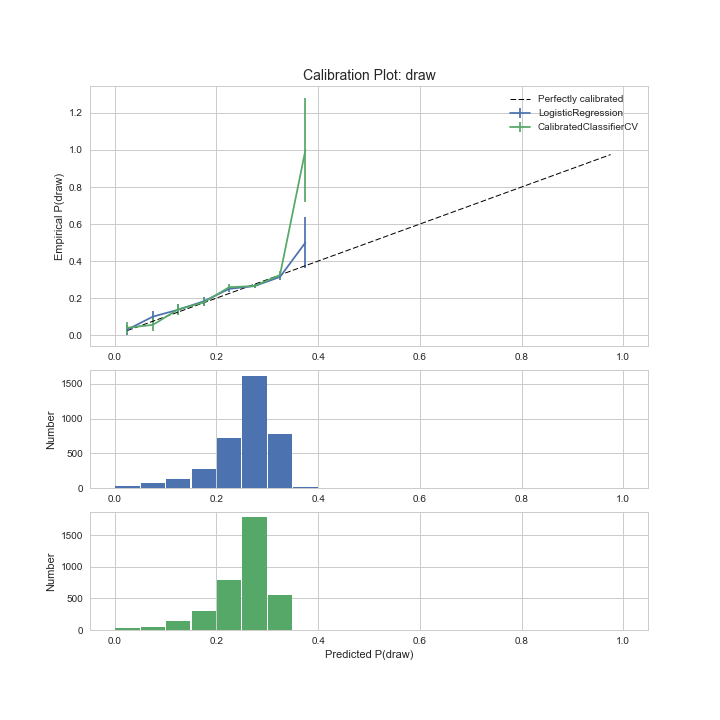 Calibration Plot: draw
Perfectly calibrated
LogisticRegression
CalibratedClassifierCV
Empirical P(draw)
1.2
1.0
0.8
0.6
0.4
0.2
0.0
0.0 0.2 0.4 0.6 0.8 1.0
Number
1500
1000
500
0
0.0 0.2 0.4 0.6 0.8 1.0
Number
1500
1000
500
0
0.0 0.2 0.4 0.6 0.8 1.0
Predicted P(draw)